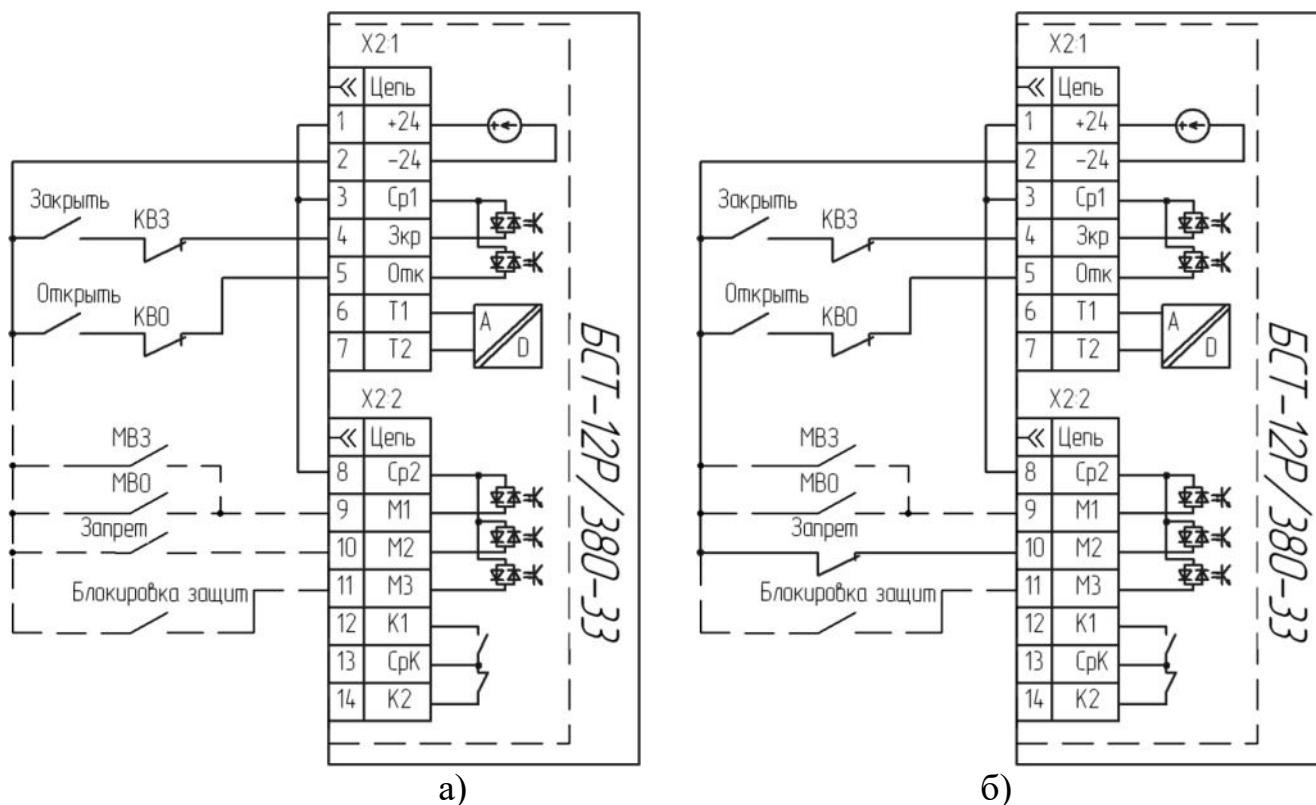 X2:1
Цепь
1 +24
2 -24
Закрыть
КВЗ
3 Ср1
4 Зкр
5 Отк
Открыть
КВО
6 Т1
7 Т2
A
D
X2:2
Цепь
МВЗ
8 Ср2
МВО
9 М1
Запрет
10 М2
Блокировка защит
11 М3
12 К1
13 СрК
14 К2
БСТ-12Р/380-33
а)
X2:1
Цепь
1 +24
2 -24
Закрыть
КВЗ
3 Ср1
4 Зкр
5 Отк
Открыть
КВО
6 Т1
7 Т2
A
D
X2:2
Цепь
МВЗ
8 Ср2
МВО
9 М1
Запрет
10 М2
Блокировка защит
11 М3
12 К1
13 СрК
14 К2
БСТ-12Р/380-33
б)